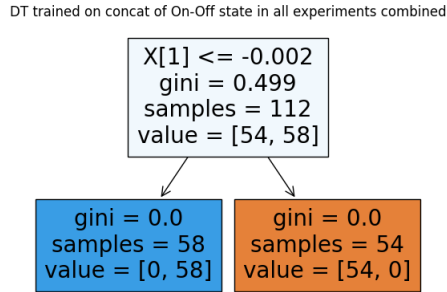 DT trained on concat of On-Off state in all experiments combined
X[1] <= -0.002
gini = 0.499
samples = 112
value = [54, 58]
gini = 0.0
samples = 58
value = [0, 58]
gini = 0.0
samples = 54
value = [54, 0]